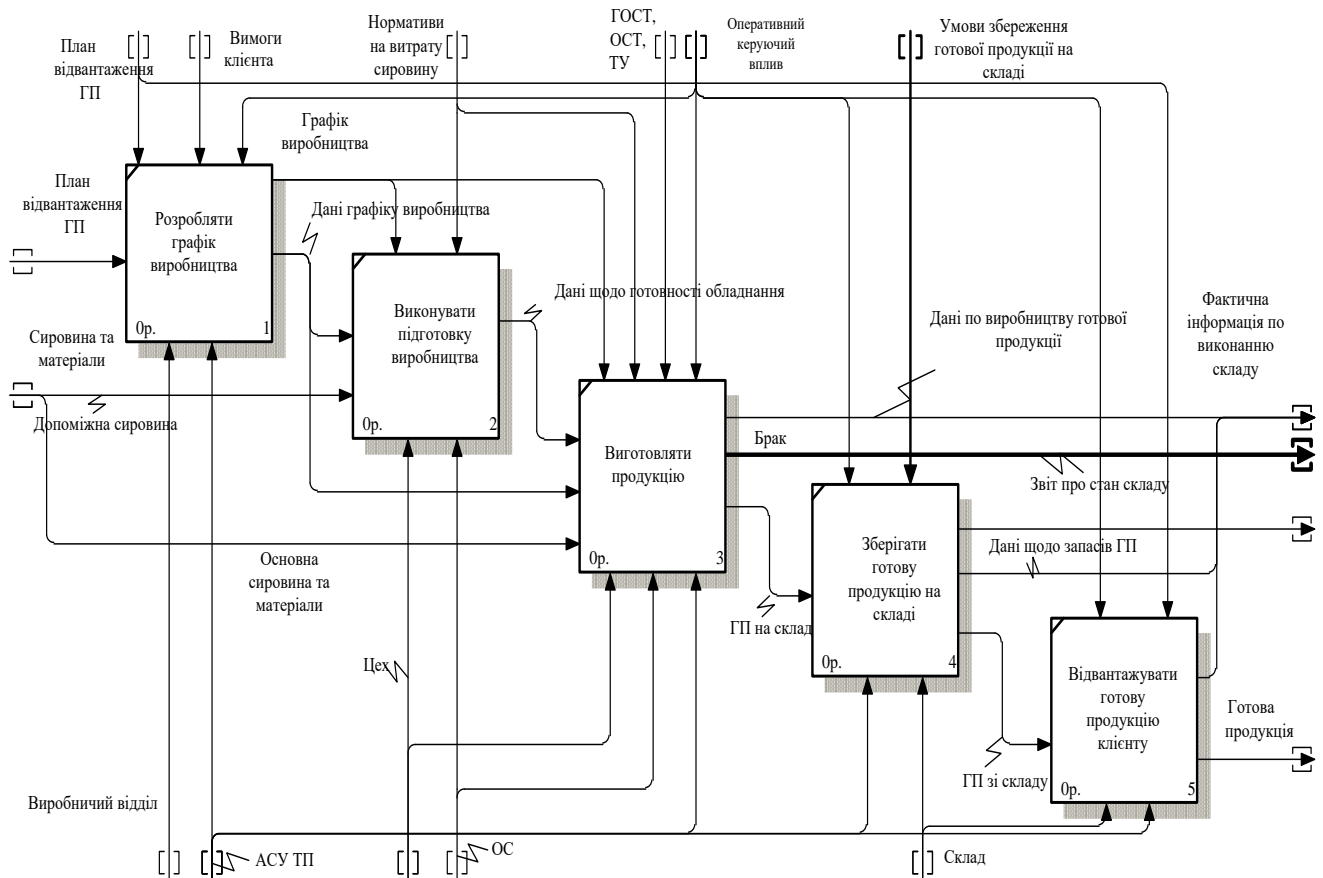 План
відвантаження
ГП
Вимоги
клієнта
Нормативи
на витрату
сировину
ГОСТ,
ОСТ,
ТУ
Оперативний
керуючий
вплив
Умови збереження
готової продукції на
складі
Графік
виробництва
План
відвантаження
ГП
Розробляти
графік
виробництва
0р.
1
Дані графіку виробництва
Сировина та
матеріали
Допоміжна сировина
Виконувати
підготовку
виробництва
0р.
2
Дані щодо готовності обладнання
Дані по виробництву готової
продукції
Фактична
інформація по
виконанню
складу
Виготовляти
продукцію
0р.
3
Брак
Звіт про стан складу
Основна
сировина та
матеріали
Зберігати
готову
продукцію на
складі
0р.
4
Дані щодо запасів ГП
ГП на склад
Цех
Відвантажувати
готову
продукцію
клієнту
0р.
5
Готова
продукція
ГП зі складу
Виробничий відділ
АСУ ТП
ОС
Склад